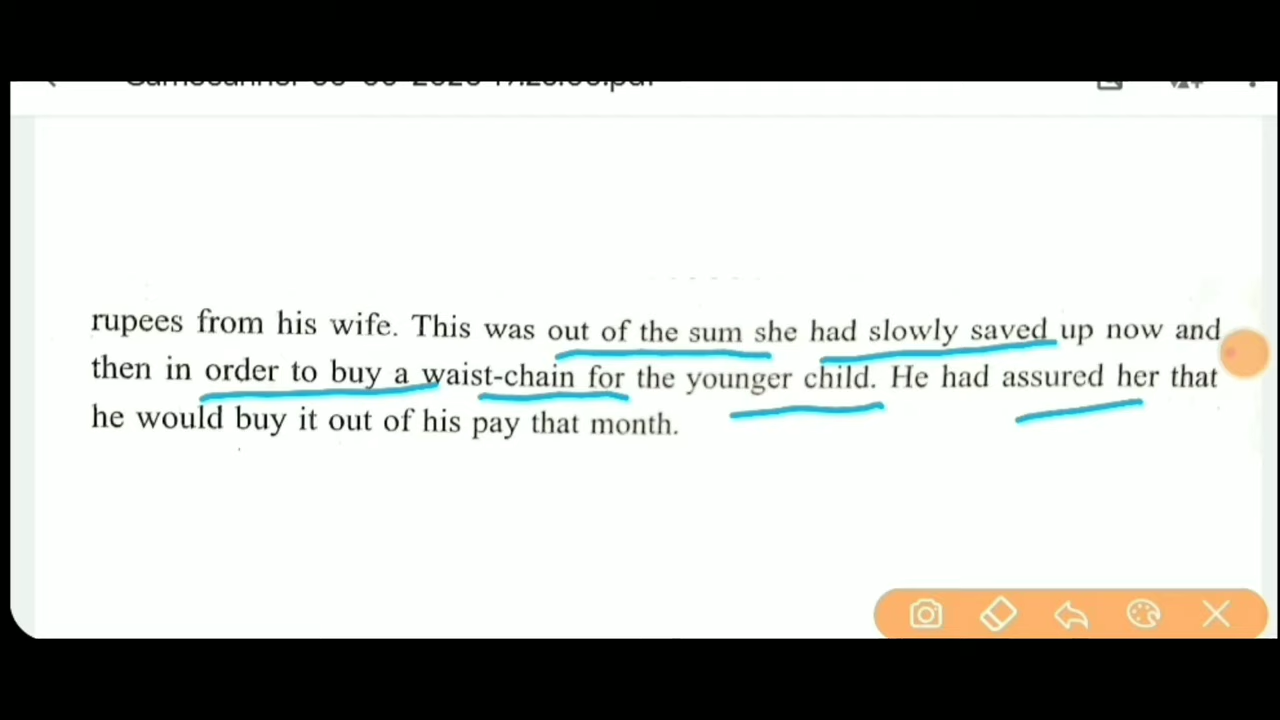 rupees from his wife. This was out of the sum she had slowly saved up now and
then in order to buy a waist-chain for the younger child. He had assured her that
he would buy it out of his pay that month.